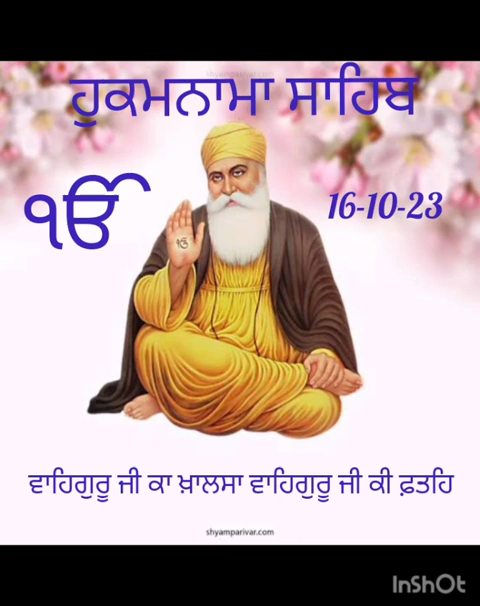 ਹੁਕਮਨਾਮਾ ਸਾਹਿਬ
ੴ
16-10-23
ੴ
ਵਾਹਿਗੁਰੂ ਜੀ ਕਾ ਖ਼ਾਲਸਾ ਵਾਹਿਗੁਰੂ ਜੀ ਕੀ ਫ਼ਤਹਿ
shyamparivar.com
InShOt